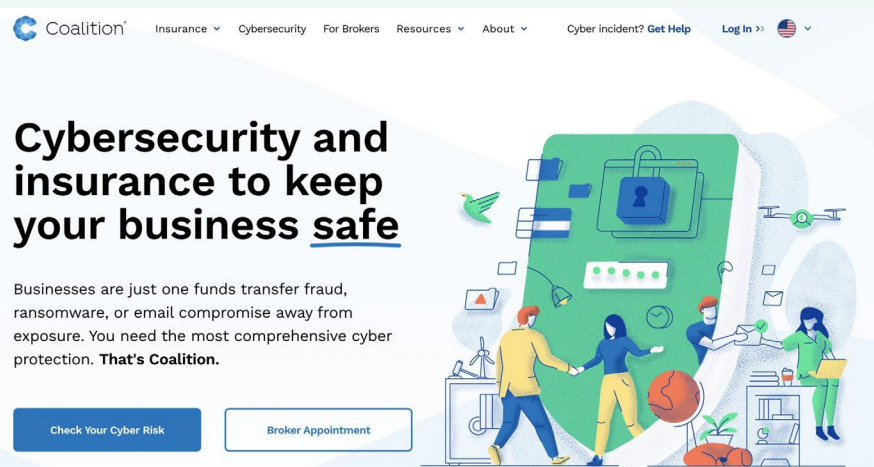 Coalition®
Insurance Cybersecurity For Brokers Resources About Cyber incident? Get Help Log In
Cybersecurity and
insurance to keep
your business safe
Businesses are just one funds transfer fraud,
ransomware, or email compromise away from
exposure. You need the most comprehensive cyber
protection. That's Coalition.
Check Your Cyber Risk
Broker Appointment